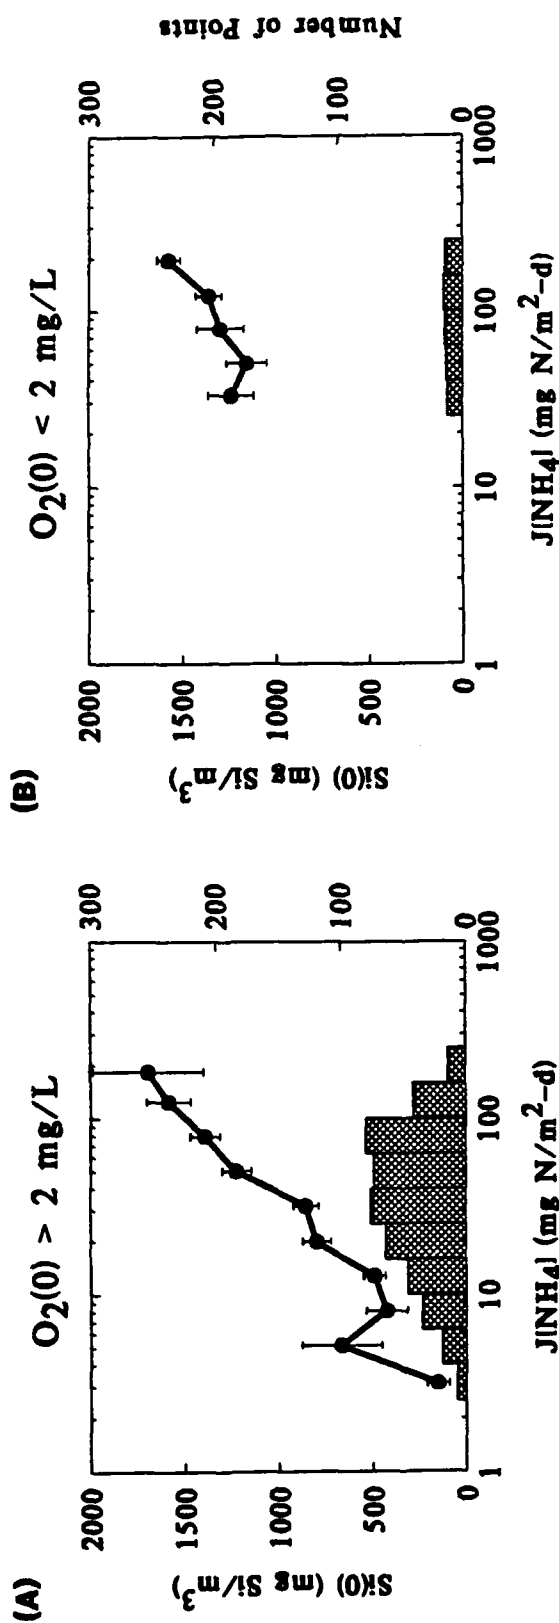 (A)
O2(0) > 2 mg/L
Si(0) (mg Si/m3)
2000
1500
1000
500
0
300
200
100
0
1
10
100
1000
J[NH4] (mg N/m2-d)
(B)
O2(0) < 2 mg/L
Si(0) (mg Si/m3)
2000
1500
1000
500
0
300
200
100
0
Number of Points
1
10
100
1000
J[NH4] (mg N/m2-d)